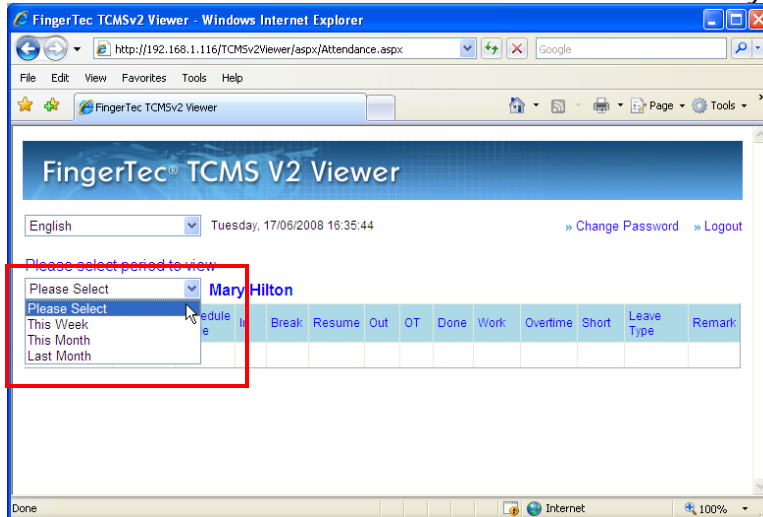 FingerTec TCMSv2 Viewer - Windows Internet Explorer
http://192.168.1.116/TCMSv2Viewer/aspx/Attendance.aspx Google
File Edit View Favorites Tools Help
FingerTec TCMSv2 Viewer Page Tools
FingerTec® TCMS V2 Viewer
English Tuesday, 17/06/2008 16:35:44 » Change Password » Logout
Please select period to view
Please Select Mary Hilton
Please Select
This Week
This Month
Last Month
Break Resume Out OT Done Work Overtime Short Leave Type Remark
Done Internet 100%